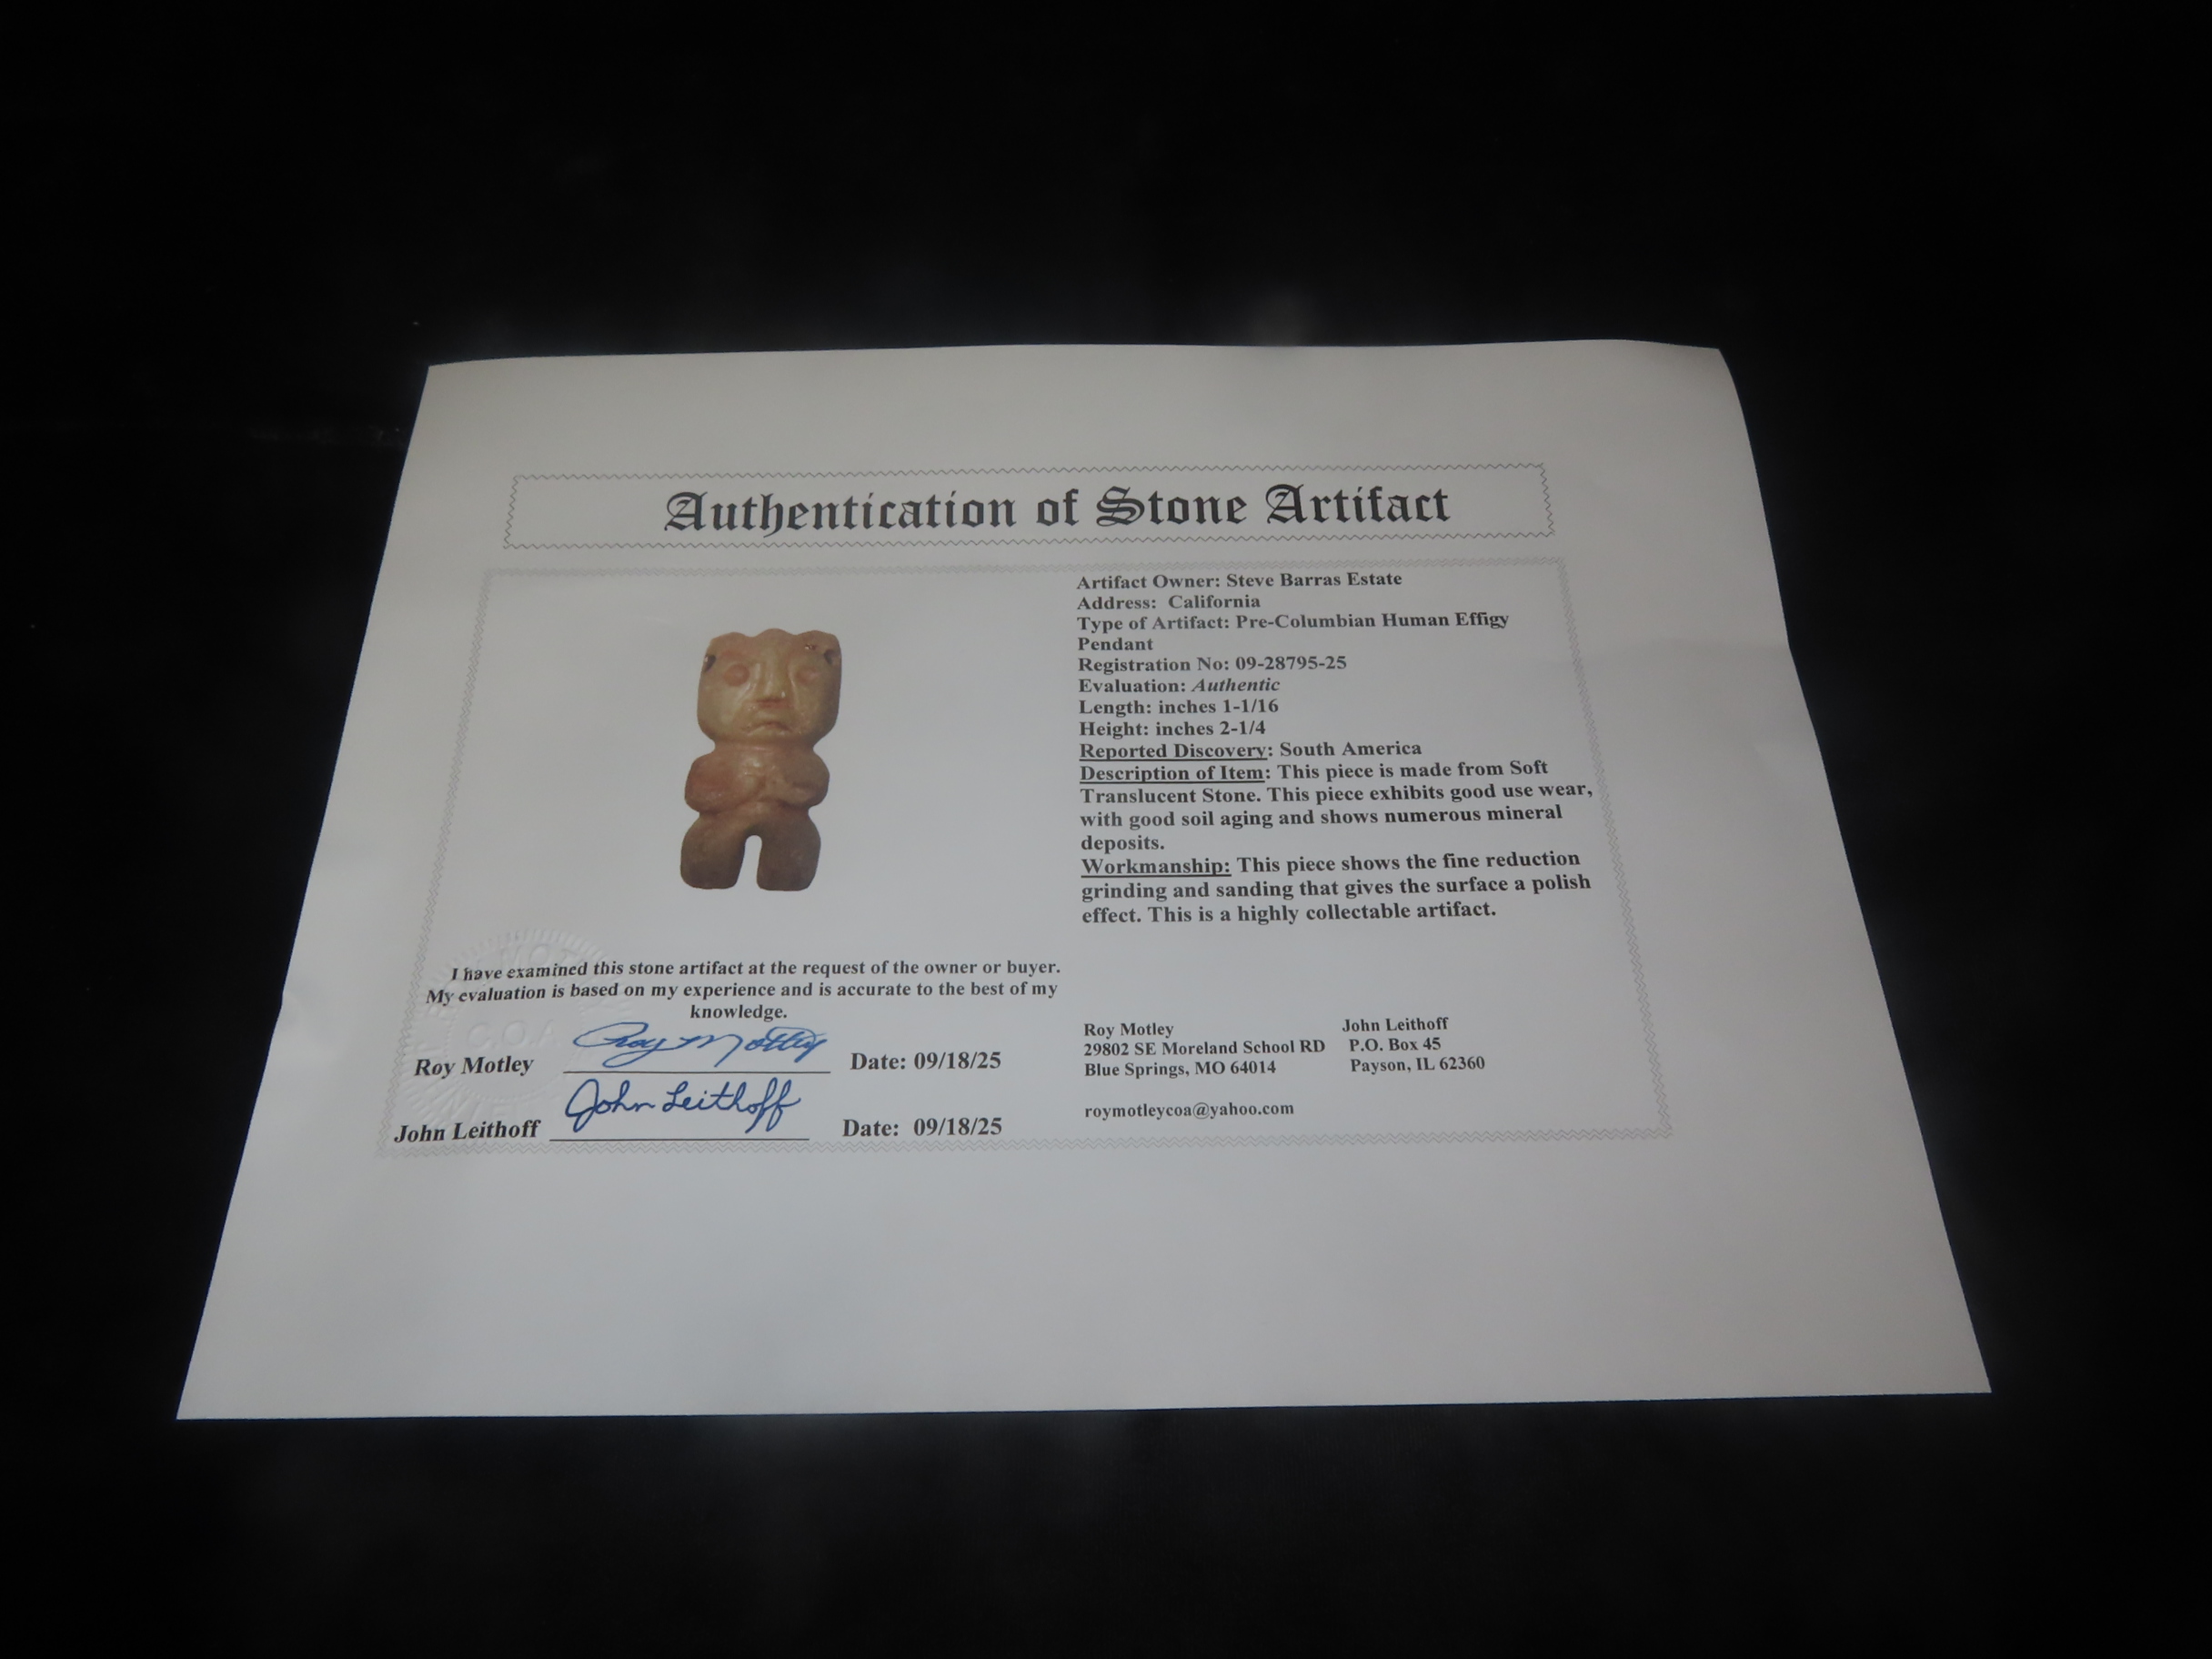 Authentication of Stone Artifact
Artifact Owner: Steve Barras Estate
Address: California
Type of Artifact: Pre-Columbian Human Effigy
Pendant
Registration No: 09-28795-25
Evaluation: Authentic
Length: inches 1-1/16
Height: inches 2-1/4
Reported Discovery: South America
Description of Item: This piece is made from Soft
Translucent Stone. This piece exhibits good use wear,
with good soil aging and shows numerous mineral
deposits.
Workmanship: This piece shows the fine reduction
grinding and sanding that gives the surface a polish
effect. This is a highly collectable artifact.
I have examined this stone artifact at the request of the owner or buyer.
My evaluation is based on my experience and is accurate to the best of my
knowledge.
Roy Motley Roy Motley Date: 09/18/25
John Leithoff John Leithoff Date: 09/18/25
Roy Motley
29802 SE Moreland School RD
Blue Springs, MO 64014
roymotleycoa@yahoo.com
John Leithoff
P.O. Box 45
Payson, IL 62360